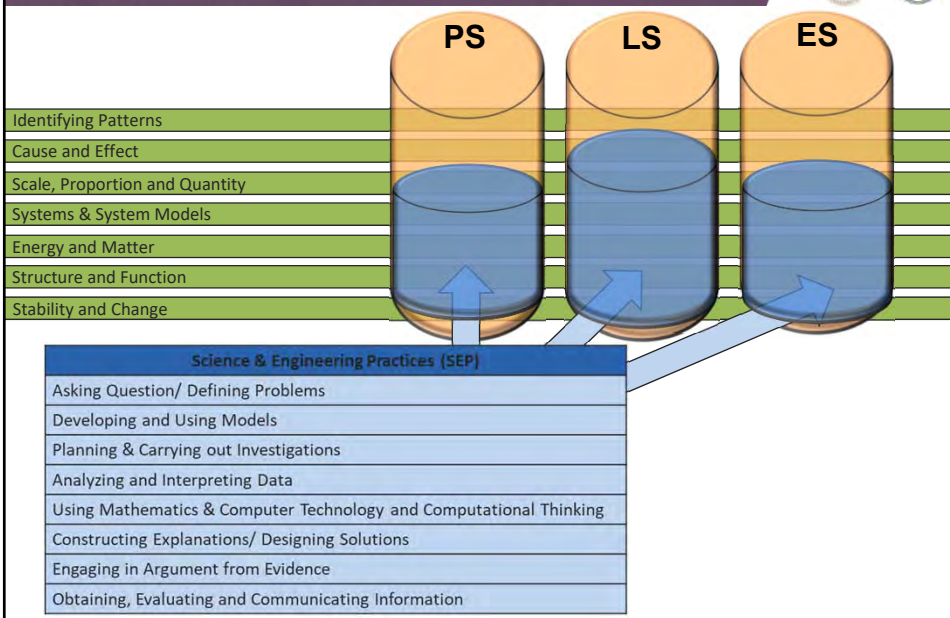 PS
LS
ES
Identifying Patterns
Cause and Effect
Scale, Proportion and Quantity
Systems & System Models
Energy and Matter
Structure and Function
Stability and Change
Science & Engineering Practices (SEP)
Asking Question/ Defining Problems
Developing and Using Models
Planning & Carrying out Investigations
Analyzing and Interpreting Data
Using Mathematics & Computer Technology and Computational Thinking
Constructing Explanations/ Designing Solutions
Engaging in Argument from Evidence
Obtaining, Evaluating and Communicating Information